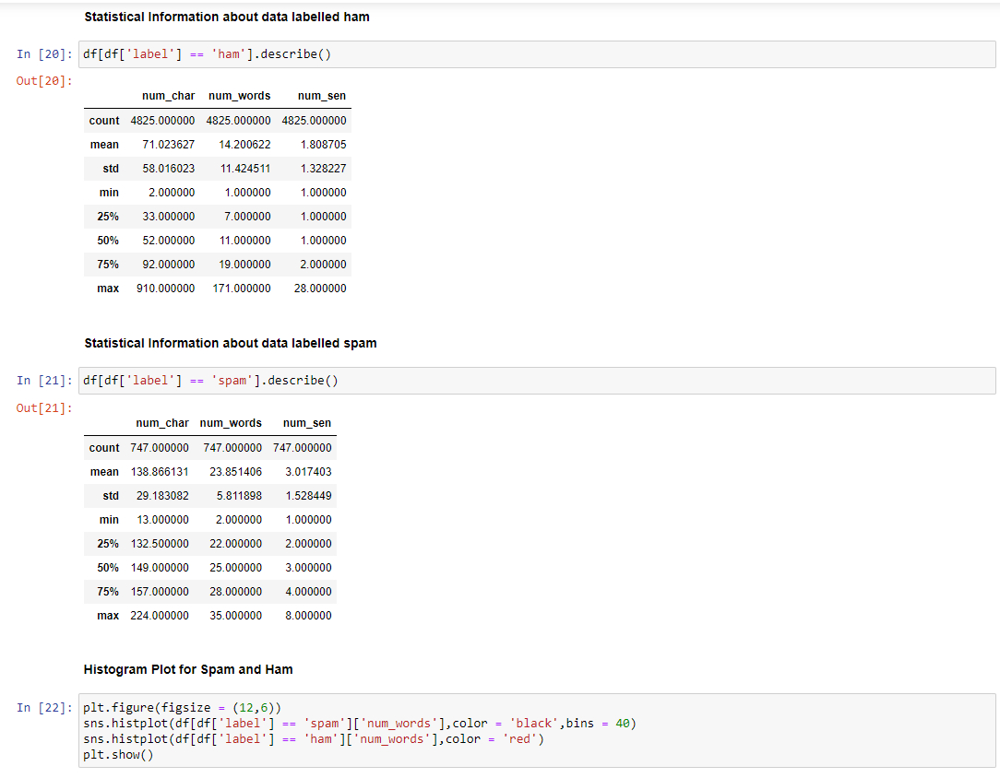 Statistical Information about data labelled ham
In [20]: df[df['label'] == 'ham'].describe()
Out[20]:
num_char num_words num_sen
count 4825.000000 4825.000000 4825.000000
mean 71.023627 14.200622 1.808705
std 58.016023 11.424511 1.328227
min 2.000000 1.000000 1.000000
25% 33.000000 7.000000 1.000000
50% 52.000000 11.000000 1.000000
75% 92.000000 19.000000 2.000000
max 910.000000 171.000000 28.000000
Statistical Information about data labelled spam
In [21]: df[df['label'] == 'spam'].describe()
Out[21]:
num_char num_words num_sen
count 747.000000 747.000000 747.000000
mean 138.866131 23.851406 3.017403
std 29.183082 5.811898 1.528449
min 13.000000 2.000000 1.000000
25% 132.500000 22.000000 2.000000
50% 149.000000 25.000000 3.000000
75% 157.000000 28.000000 4.000000
max 224.000000 35.000000 8.000000
Histogram Plot for Spam and Ham
In [22]: plt.figure(figsize = (12,6))
sns.histplot(df[df['label'] == 'spam']['num_words'],color = 'black',bins = 40)
sns.histplot(df[df['label'] == 'ham']['num_words'],color = 'red')
plt.show()